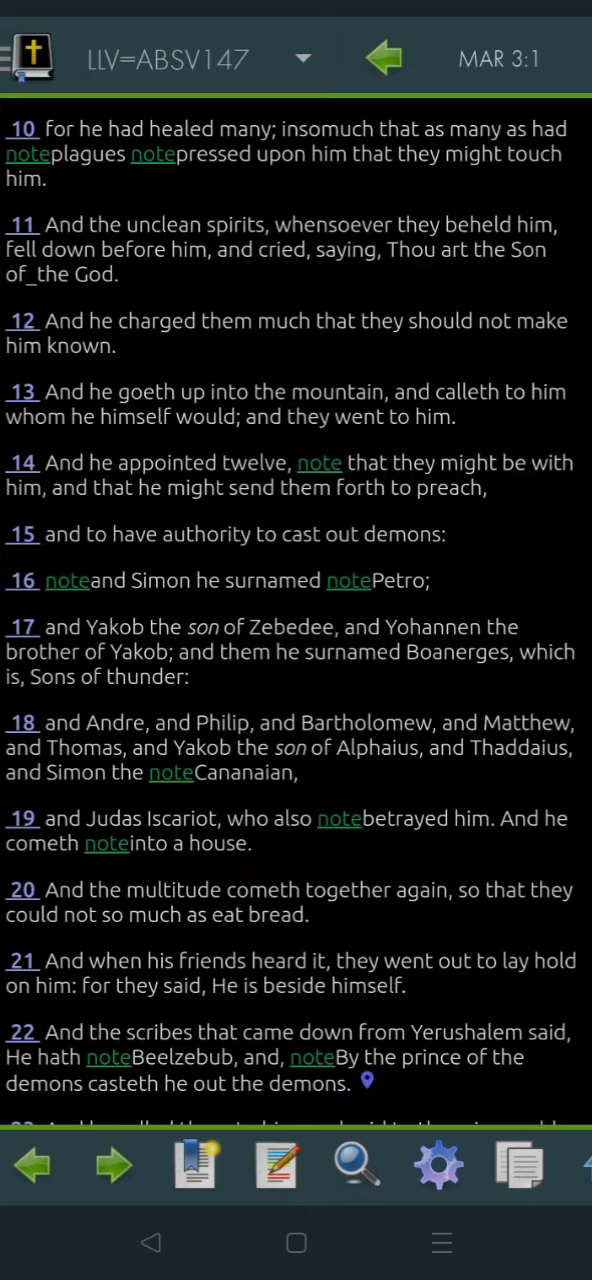 LLV=ABSV147
MAR 3:1
10 for he had healed many; insomuch that as many as had
noteplagues notepressed upon him that they might touch
him.
11 And the unclean spirits, whensoever they beheld him,
fell down before him, and cried, saying, Thou art the Son
of_the God.
12 And he charged them much that they should not make
him known.
13 And he goeth up into the mountain, and calleth to him
whom he himself would; and they went to him.
14 And he appointed twelve, note that they might be with
him, and that he might send them forth to preach,
15 and to have authority to cast out demons:
16 noteand Simon he surnamed notePetro;
17 and Yakob the son of Zebedee, and Yohannen the
brother of Yakob; and them he surnamed Boanerges, which
is, Sons of thunder:
18 and Andre, and Philip, and Bartholomew, and Matthew,
and Thomas, and Yakob the son of Alphaius, and Thaddaius,
and Simon the noteCananaian,
19 and Judas Iscariot, who also notebetrayed him. And he
cometh noteinto a house.
20 And the multitude cometh together again, so that they
could not so much as eat bread.
21 And when his friends heard it, they went out to lay hold
on him: for they said, He is beside himself.
22 And the scribes that came down from Yerushalem said,
He hath noteBeelzebub, and, noteBy the prince of the
demons casteth he out the demons.